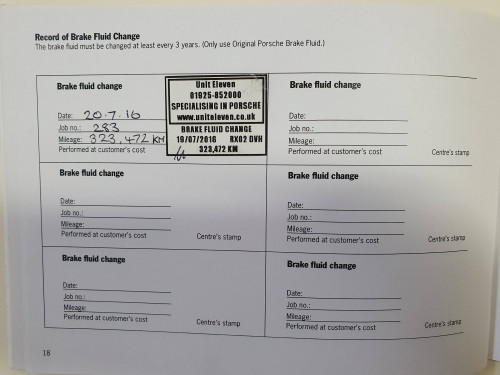 Record of Brake Fluid Change
The brake fluid must be changed at least every 3 years. (Only use Original Porsche Brake Fluid.)
Brake fluid change
Date: 20.7.16
Job no.: 283
Mileage: 323,472 KM
Performed at customer's cost
Unit Eleven
01925-852000
SPECIALISING IN PORSCHE
www.uniteleven.co.uk
BRAKE FLUID CHANGE
19/07/2016 RX02 DVH
323,472 KM
Brake fluid change
Date:
Job no.:
Mileage:
Performed at customer's cost Centre's stamp
Brake fluid change
Date:
Job no.:
Mileage:
Performed at customer's cost Centre's stamp
Brake fluid change
Date:
Job no.:
Mileage:
Performed at customer's cost Centre's stamp
Brake fluid change
Date:
Job no.:
Mileage:
Performed at customer's cost Centre's stamp
Brake fluid change
Date:
Job no.:
Mileage:
Performed at customer's cost Centre's stamp
18